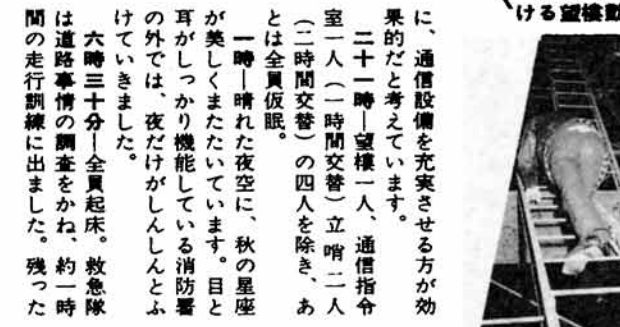 ける望樓勤
に、通信設備を充実させる方が効
果的だと考えています。
二十一時―望樓一人、通信指令
室一人(一時間交替)立哨二人
(二時間交替)の四人を除き、あ
とは全員仮眠。
一時―晴れた夜空に、秋の星座
が美しくまたたいています。目と
耳がしっかり機能している消防署
の外では、夜だけがしんしんとふ
けていきました。
六時三十分―全員起床。救急隊
は道路事情の調査をかね、約一時
間の走行訓練に出ました。残った